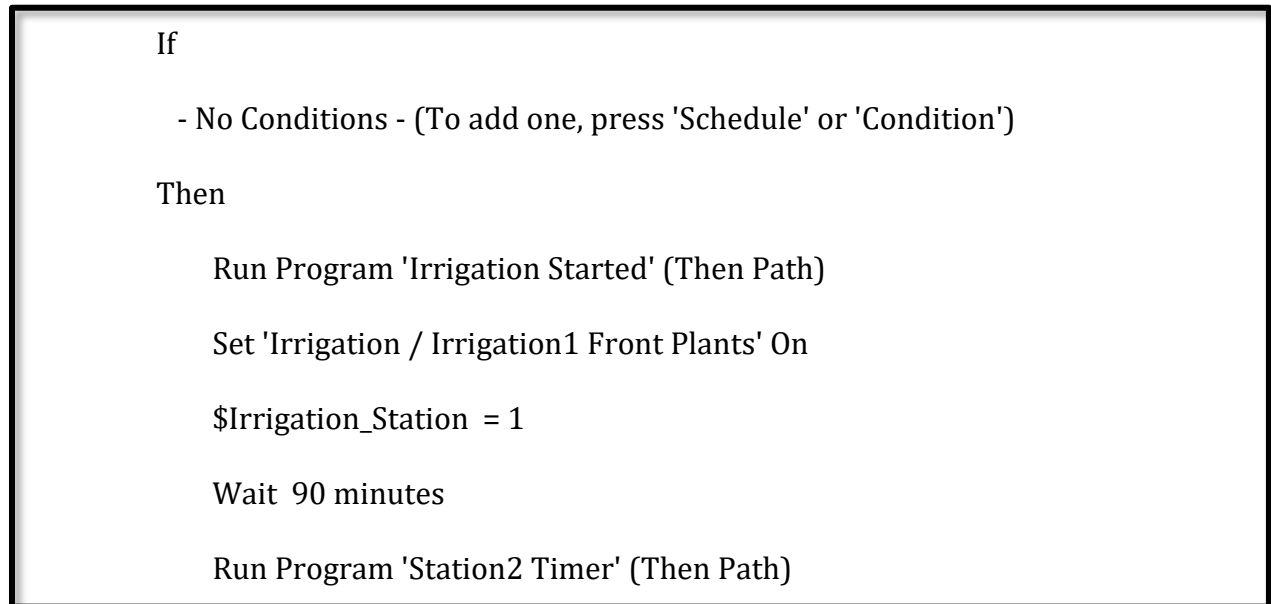 If
- No Conditions - (To add one, press 'Schedule' or 'Condition')
Then
Run Program 'Irrigation Started' (Then Path)
Set 'Irrigation / Irrigation1 Front Plants' On
$Irrigation_Station  = 1
Wait  90 minutes
Run Program 'Station2 Timer' (Then Path)